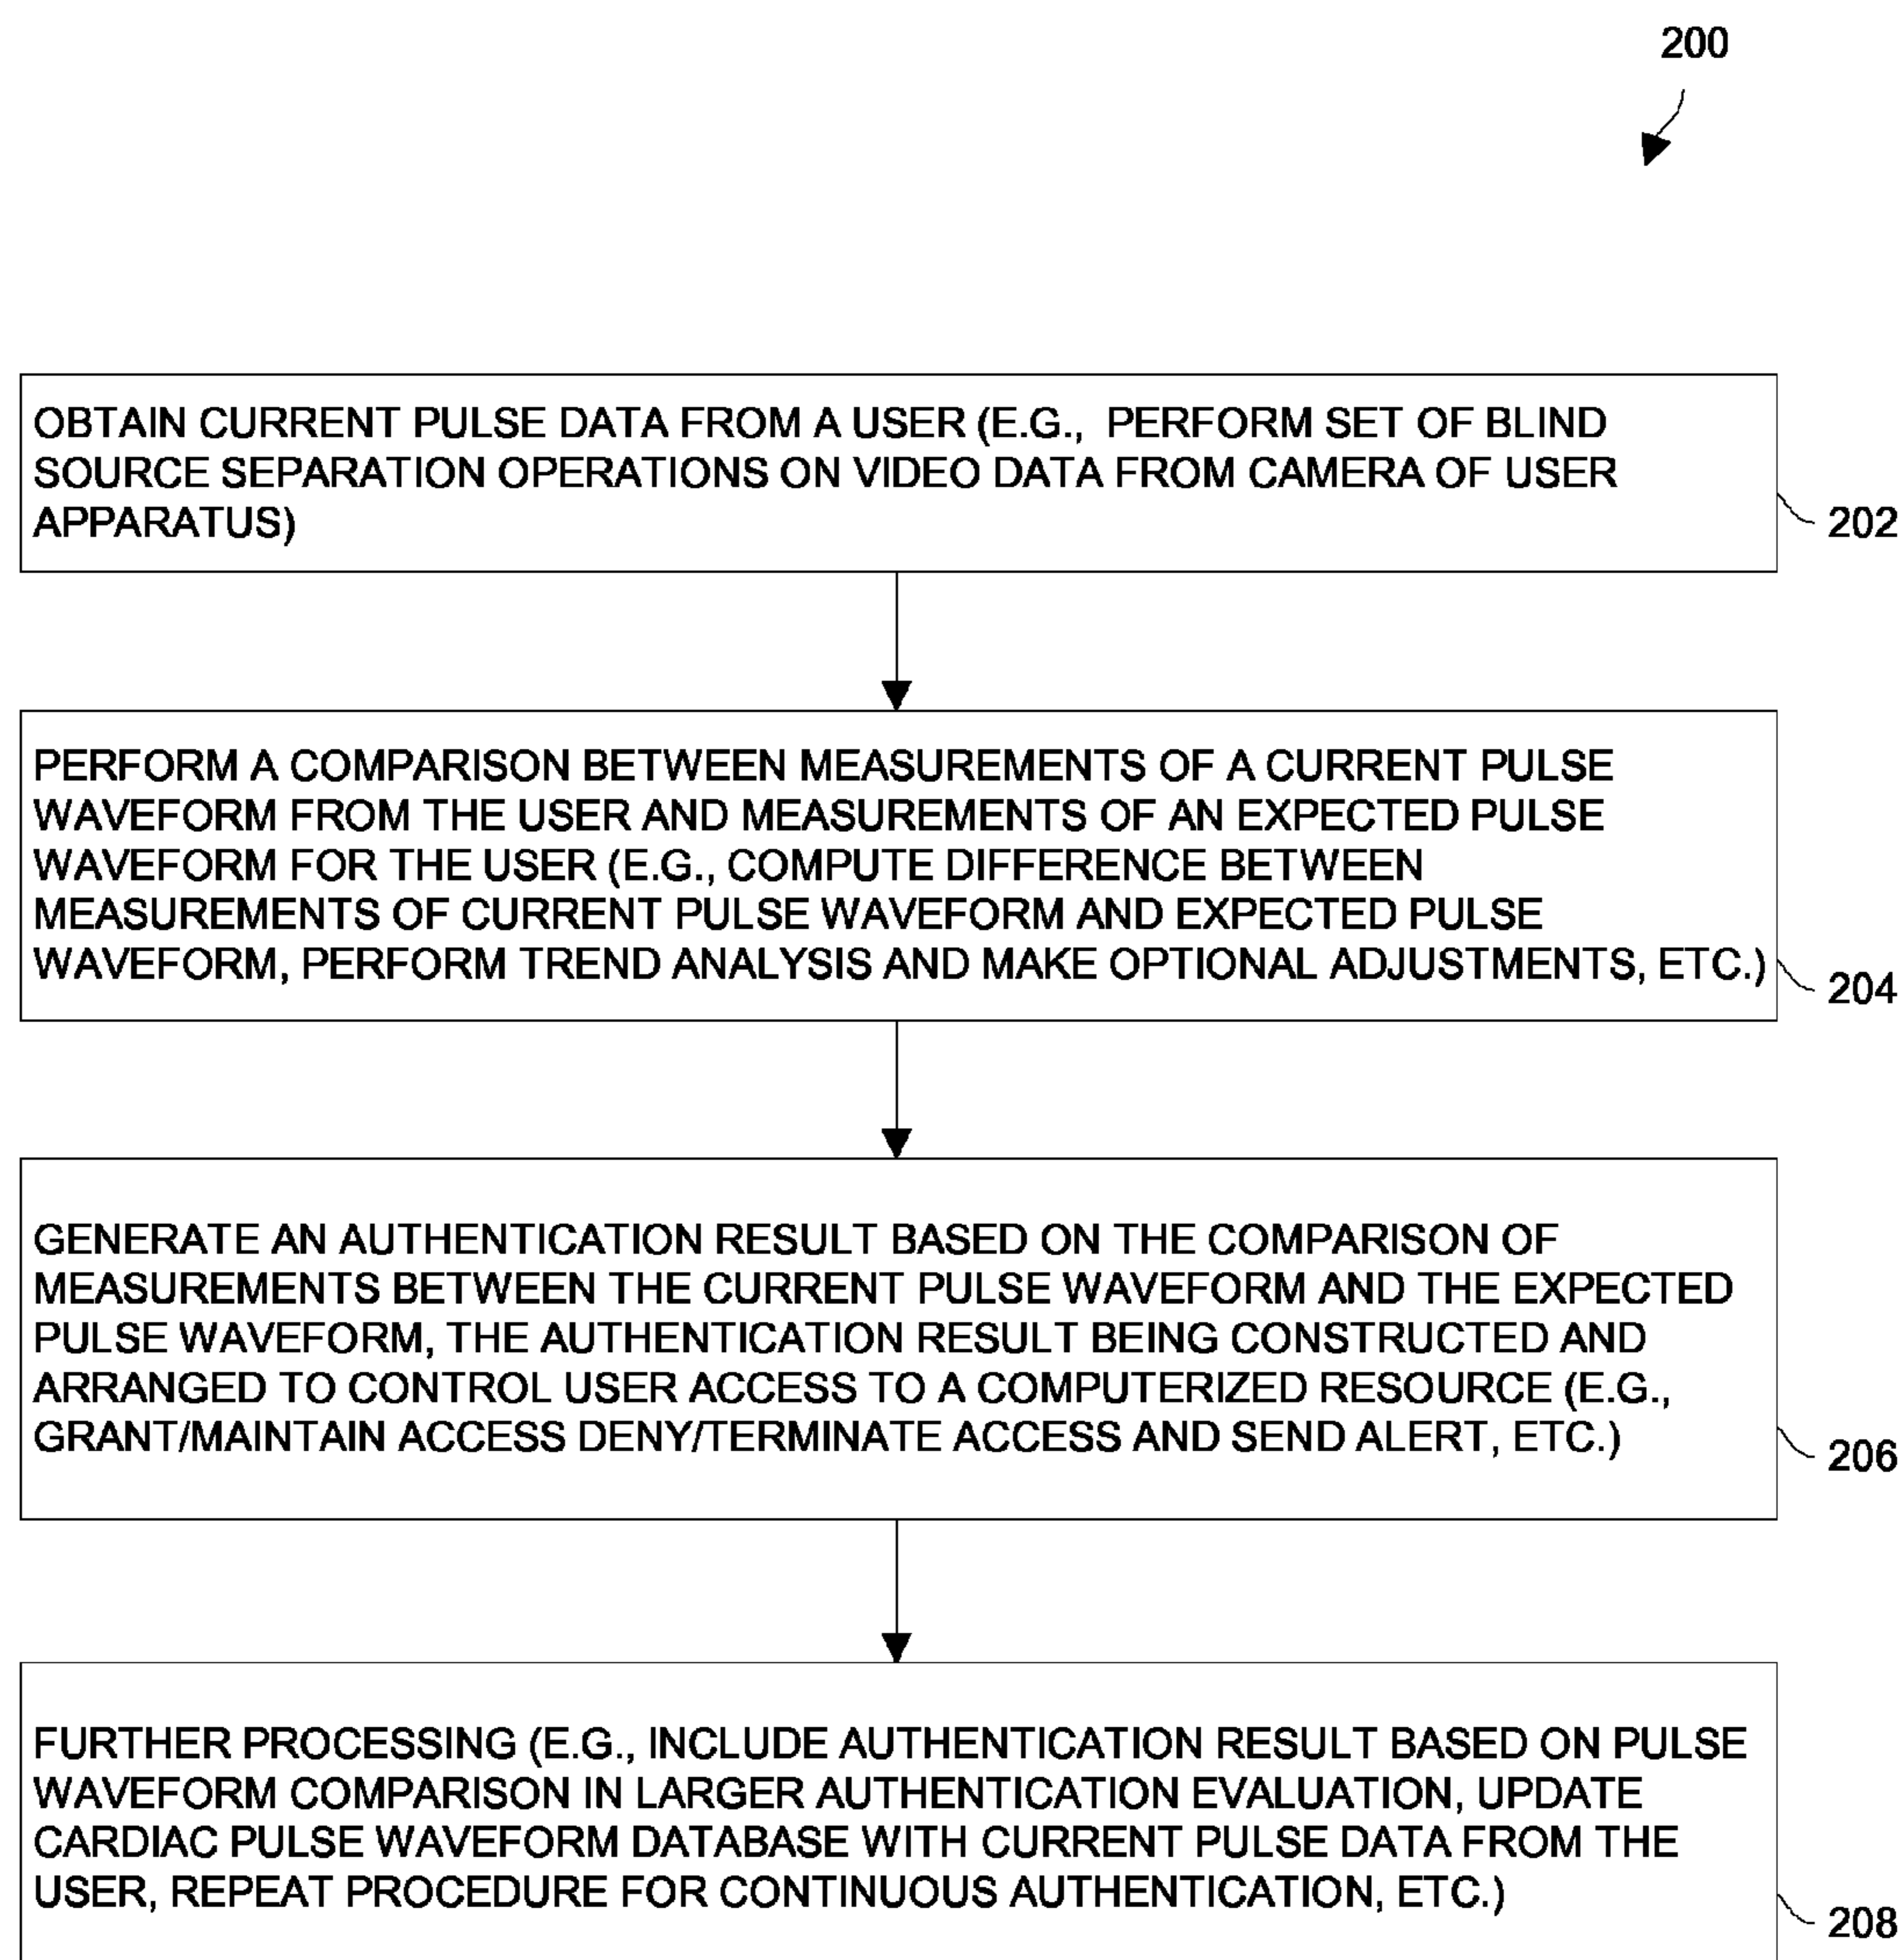 200
OBTAIN CURRENT PULSE DATA FROM A USER (E.G., PERFORM SET OF BLIND
SOURCE SEPARATION OPERATIONS ON VIDEO DATA FROM CAMERA OF USER
APPARATUS)
202
PERFORM A COMPARISON BETWEEN MEASUREMENTS OF A CURRENT PULSE
WAVEFORM FROM THE USER AND MEASUREMENTS OF AN EXPECTED PULSE
WAVEFORM FOR THE USER (E.G., COMPUTE DIFFERENCE BETWEEN
MEASUREMENTS OF CURRENT PULSE WAVEFORM AND EXPECTED PULSE
WAVEFORM, PERFORM TREND ANALYSIS AND MAKE OPTIONAL ADJUSTMENTS, ETC.)
204
GENERATE AN AUTHENTICATION RESULT BASED ON THE COMPARISON OF
MEASUREMENTS BETWEEN THE CURRENT PULSE WAVEFORM AND THE EXPECTED
PULSE WAVEFORM, THE AUTHENTICATION RESULT BEING CONSTRUCTED AND
ARRANGED TO CONTROL USER ACCESS TO A COMPUTERIZED RESOURCE (E.G.,
GRANT/MAINTAIN ACCESS DENY/TERMINATE ACCESS AND SEND ALERT, ETC.)
206
FURTHER PROCESSING (E.G., INCLUDE AUTHENTICATION RESULT BASED ON PULSE
WAVEFORM COMPARISON IN LARGER AUTHENTICATION EVALUATION, UPDATE
CARDIAC PULSE WAVEFORM DATABASE WITH CURRENT PULSE DATA FROM THE
USER, REPEAT PROCEDURE FOR CONTINUOUS AUTHENTICATION, ETC.)
208